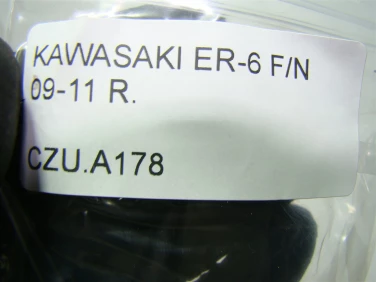 KAWASAKI ER-6 F/N
09-11 R.
CZU.A178